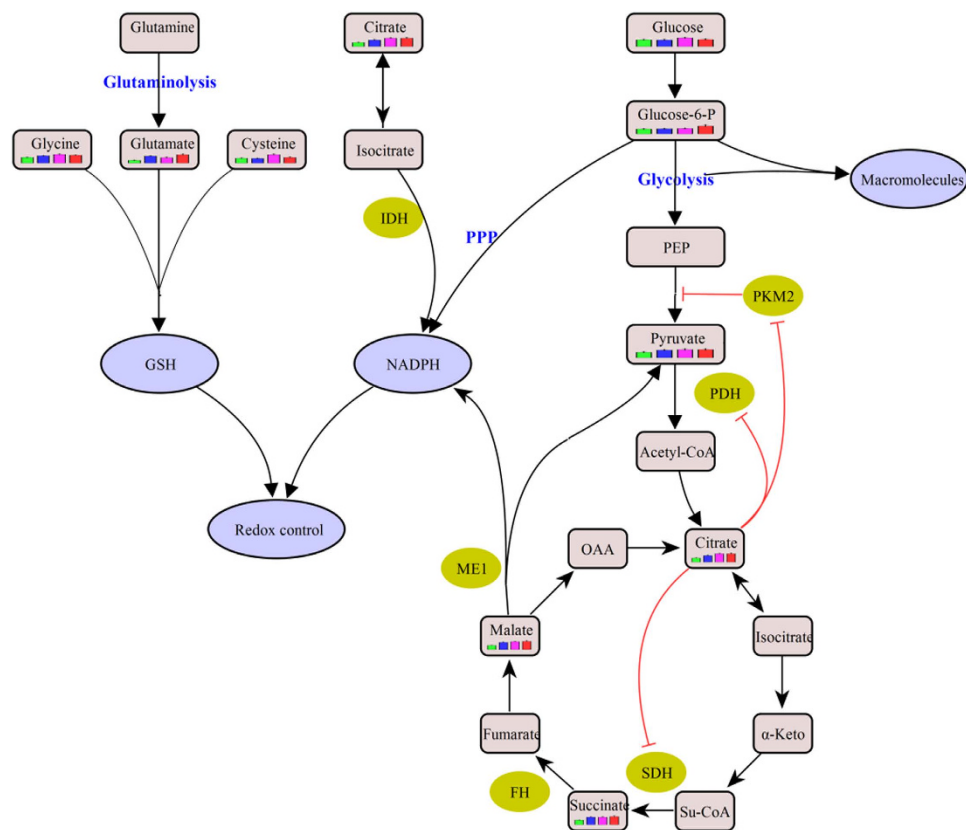 Glutamine
Citrate
Glucose
Glutaminolysis
Glycine
Glutamate
Cysteine
Isocitrate
Glucose-6-P
Glycolysis
Macromolecules
IDH
PPP
PEP
PKM2
GSH
NADPH
Pyruvate
PDH
Acetyl-CoA
Redox control
OAA
Citrate
ME1
Malate
Isocitrate
Fumarate
α-Keto
SDH
FH
Succinate
Su-CoA